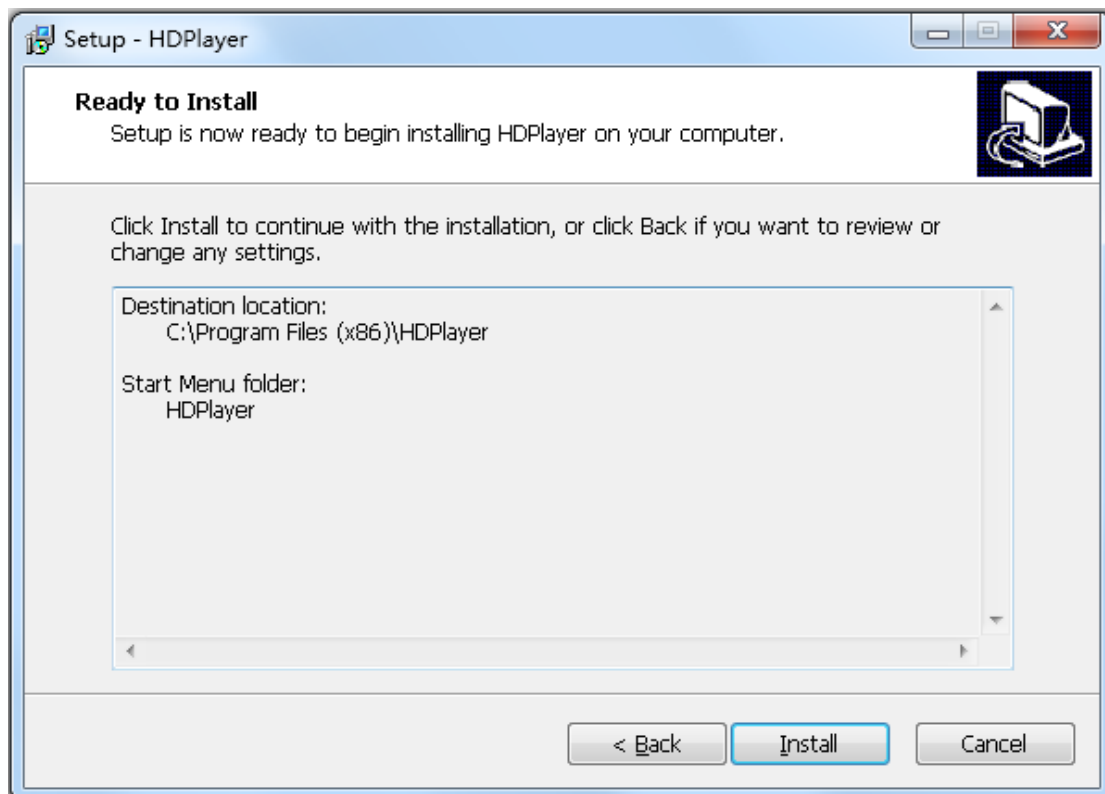 Setup - HDPlayer
Ready to Install
Setup is now ready to begin installing HDPlayer on your computer.
Click Install to continue with the installation, or click Back if you want to review or
change any settings.
Destination location:
C:\Program Files (x86)\HDPlayer
Start Menu folder:
HDPlayer
< Back
Install
Cancel